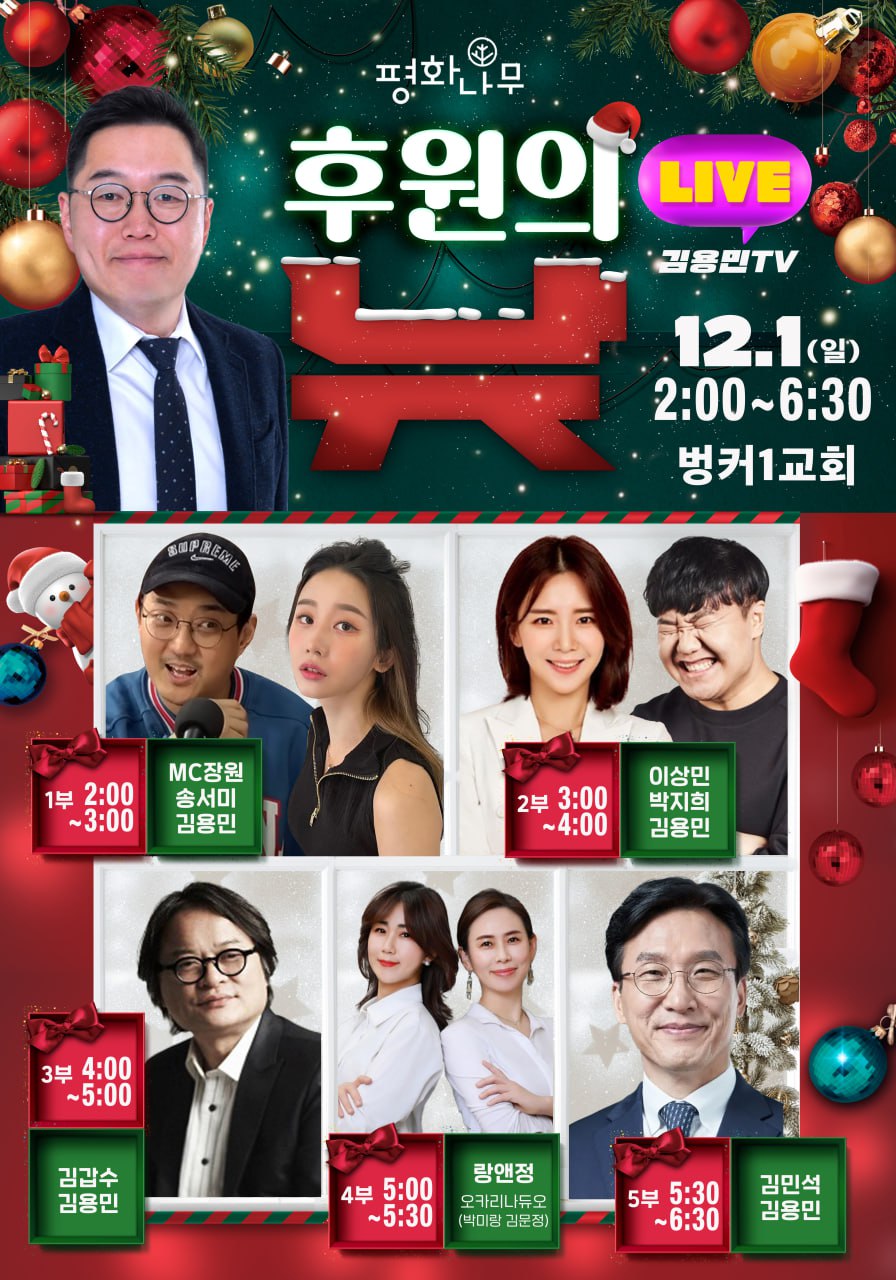 평화나무
후원의
LIVE
김용민TV
낮
12.1(일)
2:00~6:30
벙커1교회
SUPREME
1부 2:00
~3:00
MC장원
송서미
김용민
2부 3:00
~4:00
이상민
박지희
김용민
3부 4:00
~5:00
김갑수
김용민
4부 5:00
~5:30
랑앤정
오카리나듀오
(박미랑 김문정)
5부 5:30
~6:30
김민석
김용민